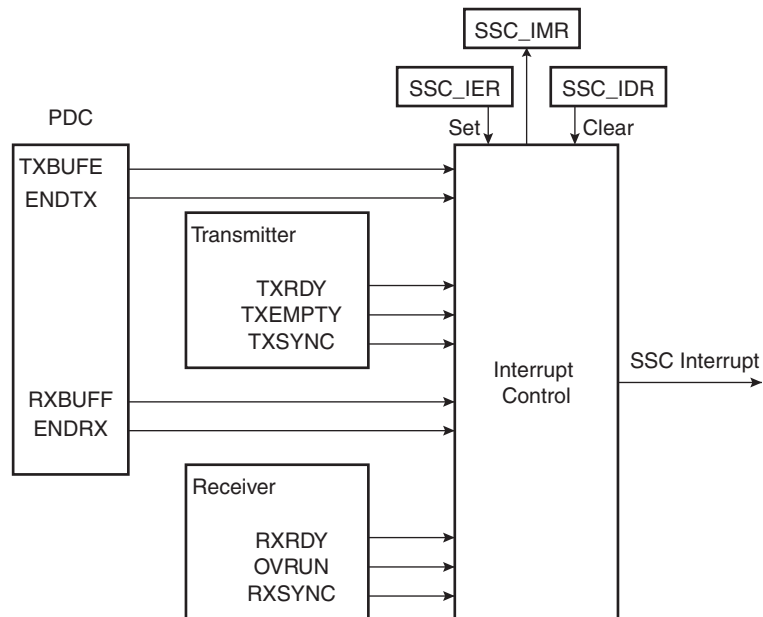 SSC_IMR
SSC_IER
SSC_IDR
PDC
Set
Clear
TXBUFE
ENDTX
Transmitter
TXRDY
TXEMPTY
TXSYNC
RXBUFF
ENDRX
Interrupt
Control
SSC Interrupt
Receiver
RXRDY
OVRUN
RXSYNC